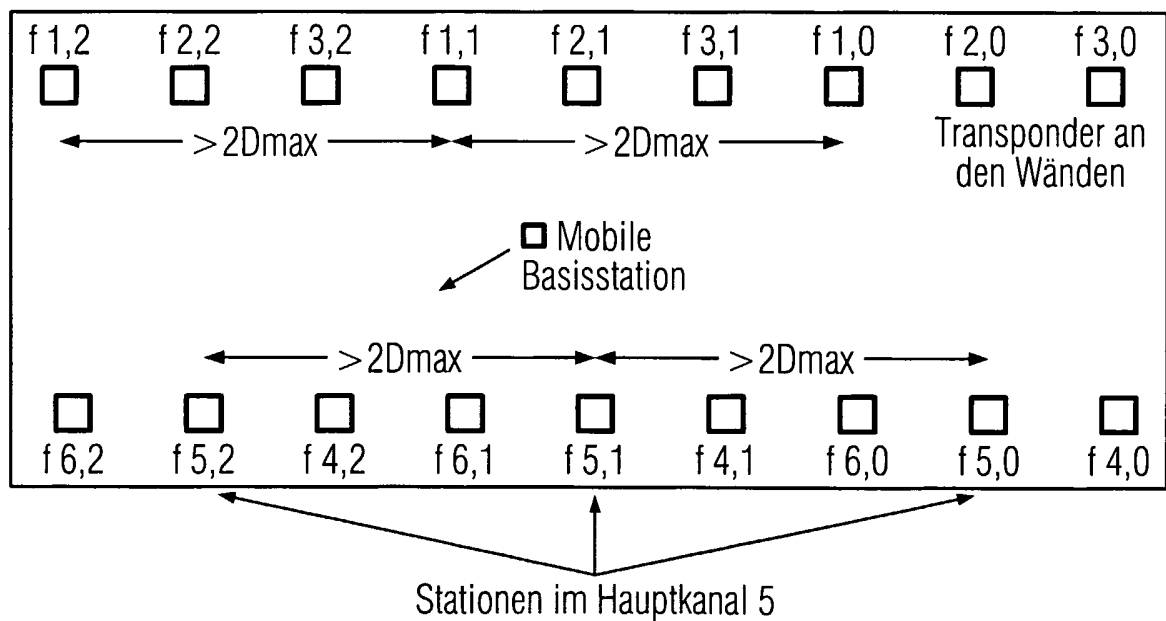 f 1,2 f 2,2 f 3,2 f 1,1 f 2,1 f 3,1 f 1,0 f 2,0 f 3,0
>2Dmax >2Dmax
Transponder an
den Wänden
Mobile
Basisstation
>2Dmax >2Dmax
f 6,2 f 5,2 f 4,2 f 6,1 f 5,1 f 4,1 f 6,0 f 5,0 f 4,0
Stationen im Hauptkanal 5